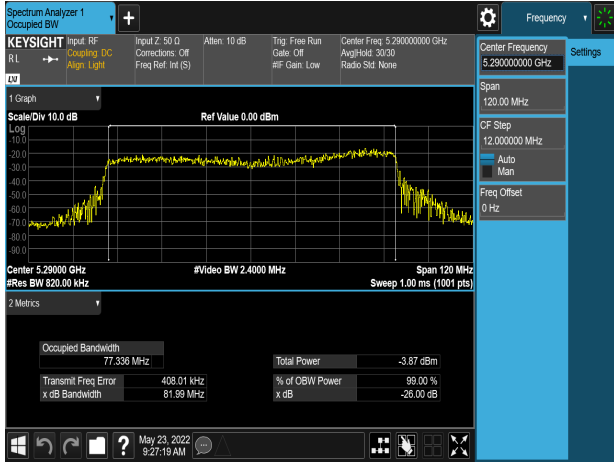 Spectrum Analyzer 1
Occupied BW
Frequency
KEYSIGHT Input: RF
R L
Coupling: DC
Align: Light
Input Z: 50 Ω
Corrections: Off
Freq Ref: Int (S)
Atten: 10 dB
Trig: Free Run
Gate: Off
#IF Gain: Low
Center Freq: 5.290000000 GHz
Avg|Hold: 30/30
Radio Std: None
LXI
Center Frequency
5.290000000 GHz
Settings
Span
120.00 MHz
CF Step
12.000000 MHz
Auto
Man
Freq Offset
0 Hz
1 Graph
Scale/Div 10.0 dB
Ref Value 0.00 dBm
Log
-10.0
-20.0
-30.0
-40.0
-50.0
-60.0
-70.0
-80.0
-90.0
Center 5.29000 GHz
#Video BW 2.4000 MHz
Span 120 MHz
#Res BW 820.00 kHz
Sweep 1.00 ms (1001 pts)
2 Metrics
Occupied Bandwidth
77.336 MHz
Total Power -3.87 dBm
Transmit Freq Error 408.01 kHz
% of OBW Power 99.00 %
x dB Bandwidth 81.99 MHz
x dB -26.00 dB
May 23, 2022
9:27:19 AM